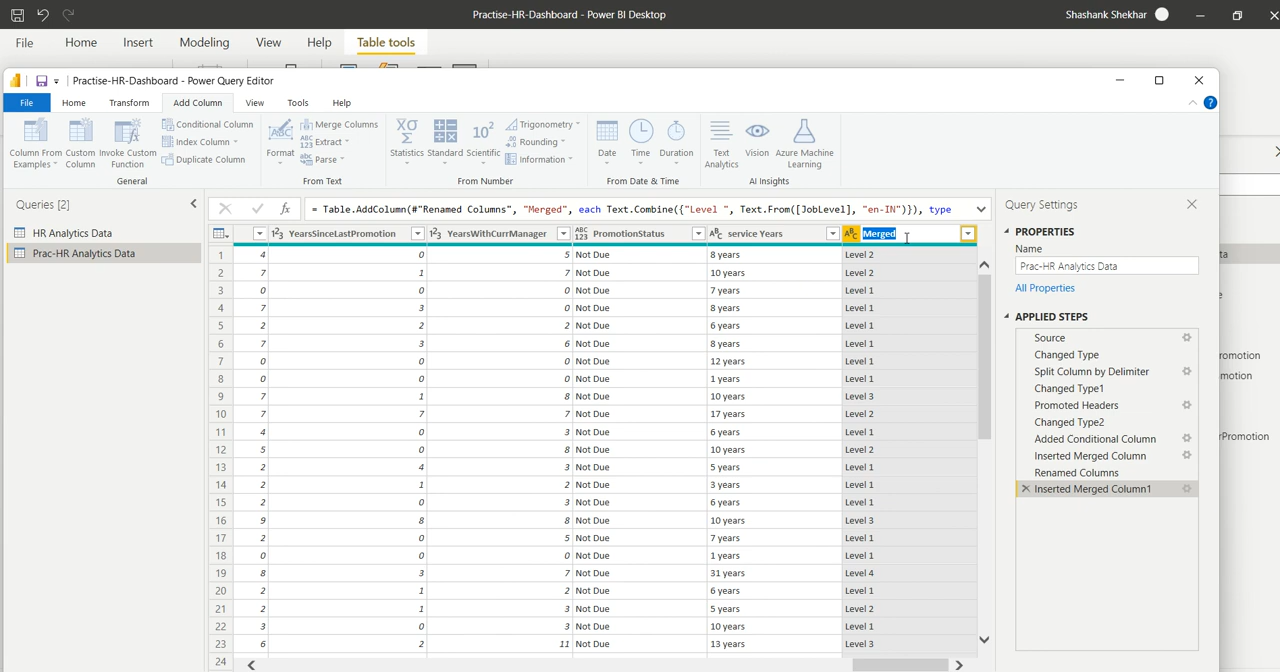 Practise-HR-Dashboard - Power BI Desktop
Shashank Shekhar
File Home Insert Modeling View Help Table tools
Practise-HR-Dashboard - Power Query Editor
File Home Transform Add Column View Tools Help
Column From Examples
Custom Column
Invoke Custom Function
Conditional Column
Index Column
Duplicate Column
General
Format
Merge Columns
Extract
Parse
From Text
Statistics
Standard
Scientific
Trigonometry
Rounding
Information
From Number
Date
Time
Duration
From Date & Time
Text Analytics
Vision
Azure Machine Learning
AI Insights
Queries [2]
HR Analytics Data
Prac-HR Analytics Data
= Table.AddColumn(#"Renamed Columns", "Merged", each Text.Combine({"Level ", Text.From([JobLevel], "en-IN")}), type
YearsSinceLastPromotion YearsWithCurrManager PromotionStatus service Years Merged
1 4 0 5 Not Due 8 years Level 2
2 7 1 7 Not Due 10 years Level 2
3 0 0 0 Not Due 7 years Level 1
4 7 3 0 Not Due 8 years Level 1
5 2 2 2 Not Due 6 years Level 1
6 7 3 6 Not Due 8 years Level 1
7 0 0 0 Not Due 12 years Level 1
8 0 0 0 Not Due 1 years Level 1
9 7 1 8 Not Due 10 years Level 3
10 7 7 7 Not Due 17 years Level 2
11 4 0 3 Not Due 6 years Level 1
12 5 0 8 Not Due 10 years Level 2
13 2 4 3 Not Due 5 years Level 1
14 2 1 2 Not Due 3 years Level 1
15 2 0 3 Not Due 6 years Level 1
16 9 8 8 Not Due 10 years Level 3
17 2 0 5 Not Due 7 years Level 1
18 0 0 0 Not Due 1 years Level 1
19 8 3 7 Not Due 31 years Level 4
20 2 1 2 Not Due 6 years Level 1
21 2 1 3 Not Due 5 years Level 2
22 3 0 3 Not Due 10 years Level 1
23 6 2 11 Not Due 13 years Level 3
24
Query Settings
PROPERTIES
Name
Prac-HR Analytics Data
All Properties
APPLIED STEPS
Source
Changed Type
Split Column by Delimiter
Changed Type1
Promoted Headers
Changed Type2
Added Conditional Column
Inserted Merged Column
Renamed Columns
Inserted Merged Column1
ta
romotion
motion
rPromotion